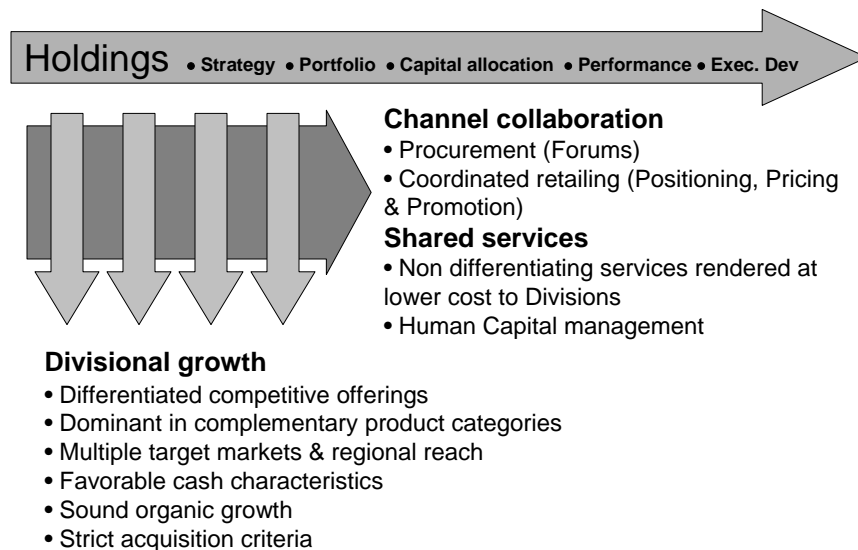 Holdings • Strategy • Portfolio • Capital allocation • Performance • Exec. Dev
Channel collaboration
• Procurement (Forums)
• Coordinated retailing (Positioning, Pricing
& Promotion)
Shared services
• Non differentiating services rendered at
lower cost to Divisions
• Human Capital management
Divisional growth
• Differentiated competitive offerings
• Dominant in complementary product categories
• Multiple target markets & regional reach
• Favorable cash characteristics
• Sound organic growth
• Strict acquisition criteria